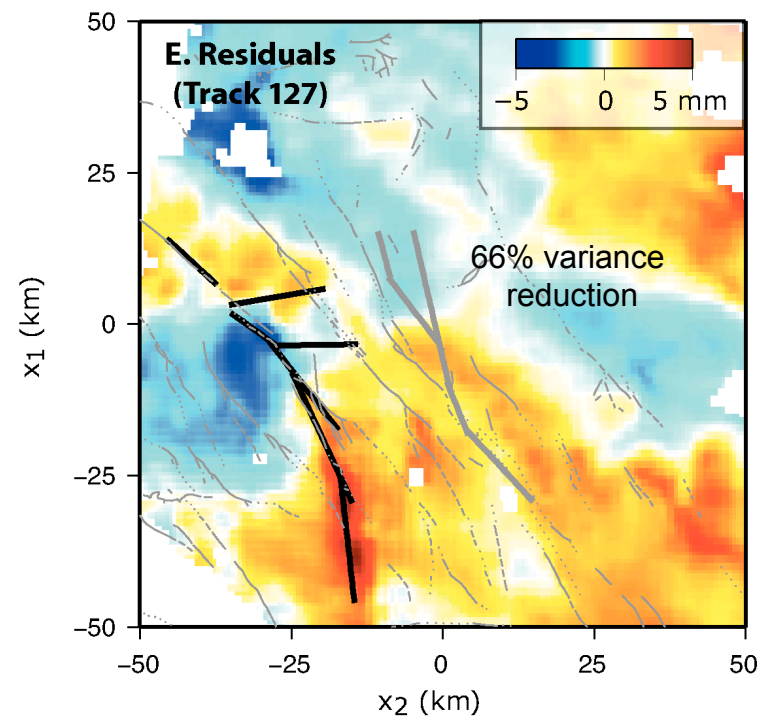 E. Residuals
(Track 127)
−5 0 5 mm
66% variance
reduction
50
25
0
−25
−50
x1 (km)
−50 −25 0 25 50
x2 (km)